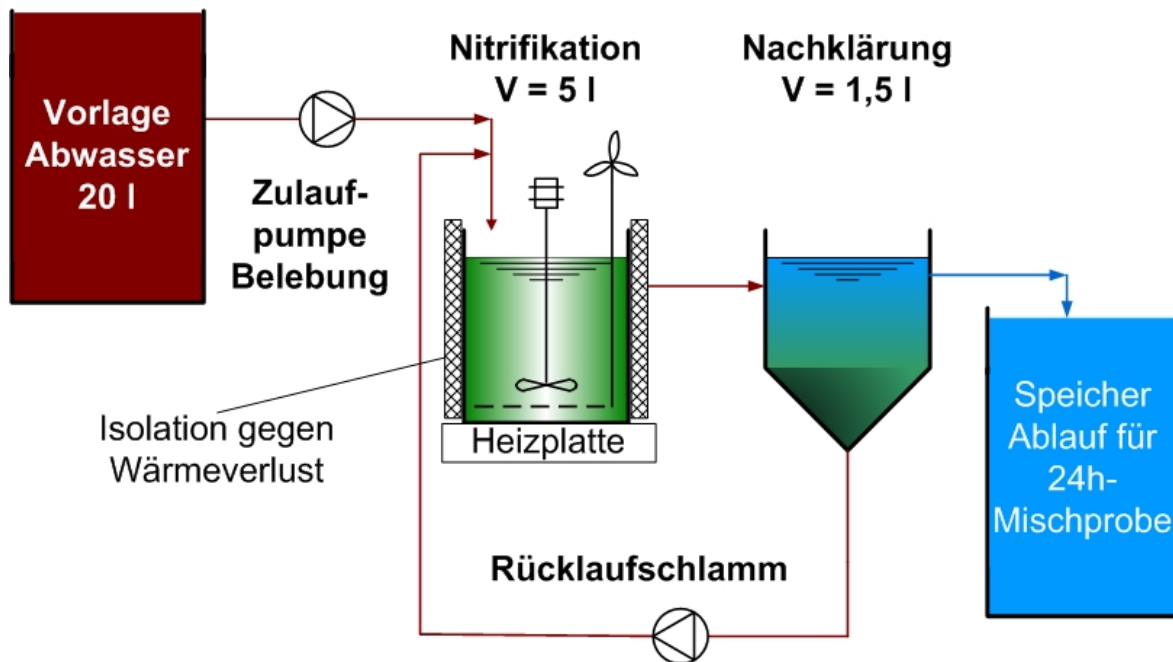 Vorlage
Abwasser
20 l
Zulauf-
pumpe
Belebung
Nitrifikation
V = 5 l
Nachklärung
V = 1,5 l
Isolation gegen
Wärmeverlust
Heizplatte
Rücklaufschlamm
Speicher
Ablauf für
24h-
Mischprobe